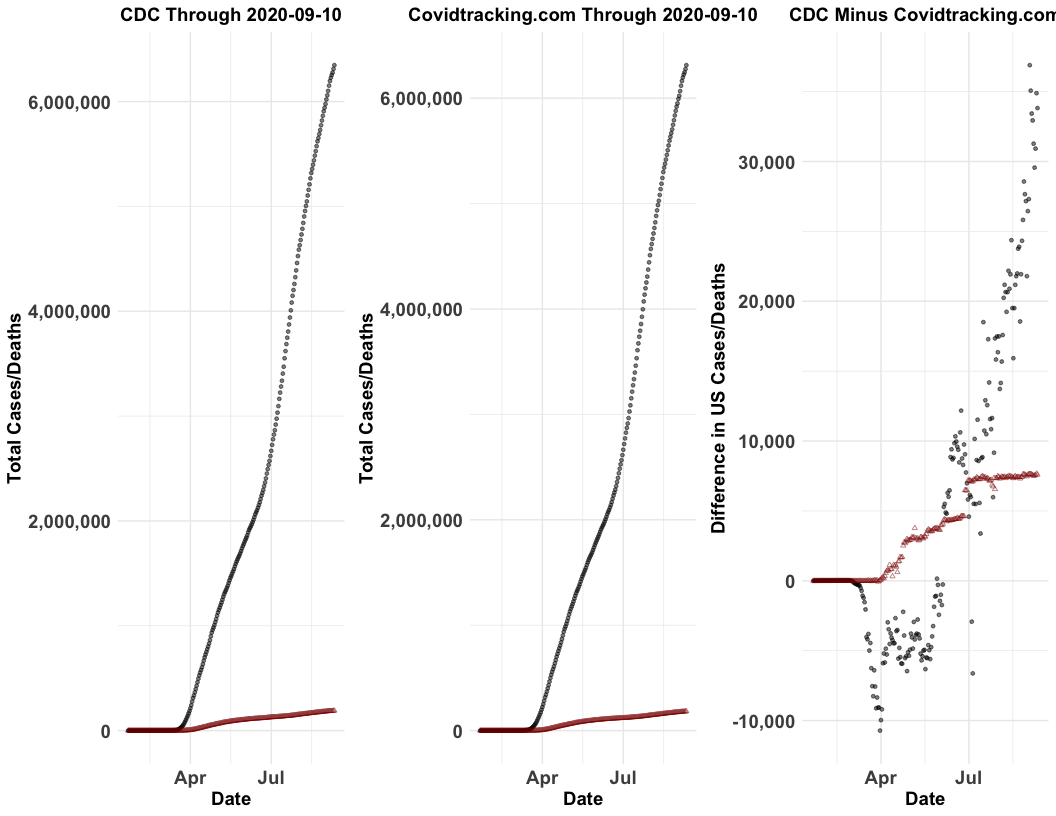 CDC Through 2020-09-10
Total Cases/Deaths
6,000,000
4,000,000
2,000,000
0
Apr Jul
Date
Covidtracking.com Through 2020-09-10
Total Cases/Deaths
6,000,000
4,000,000
2,000,000
0
Apr Jul
Date
CDC Minus Covidtracking.com
Difference in US Cases/Deaths
30,000
20,000
10,000
0
-10,000
Apr Jul
Date